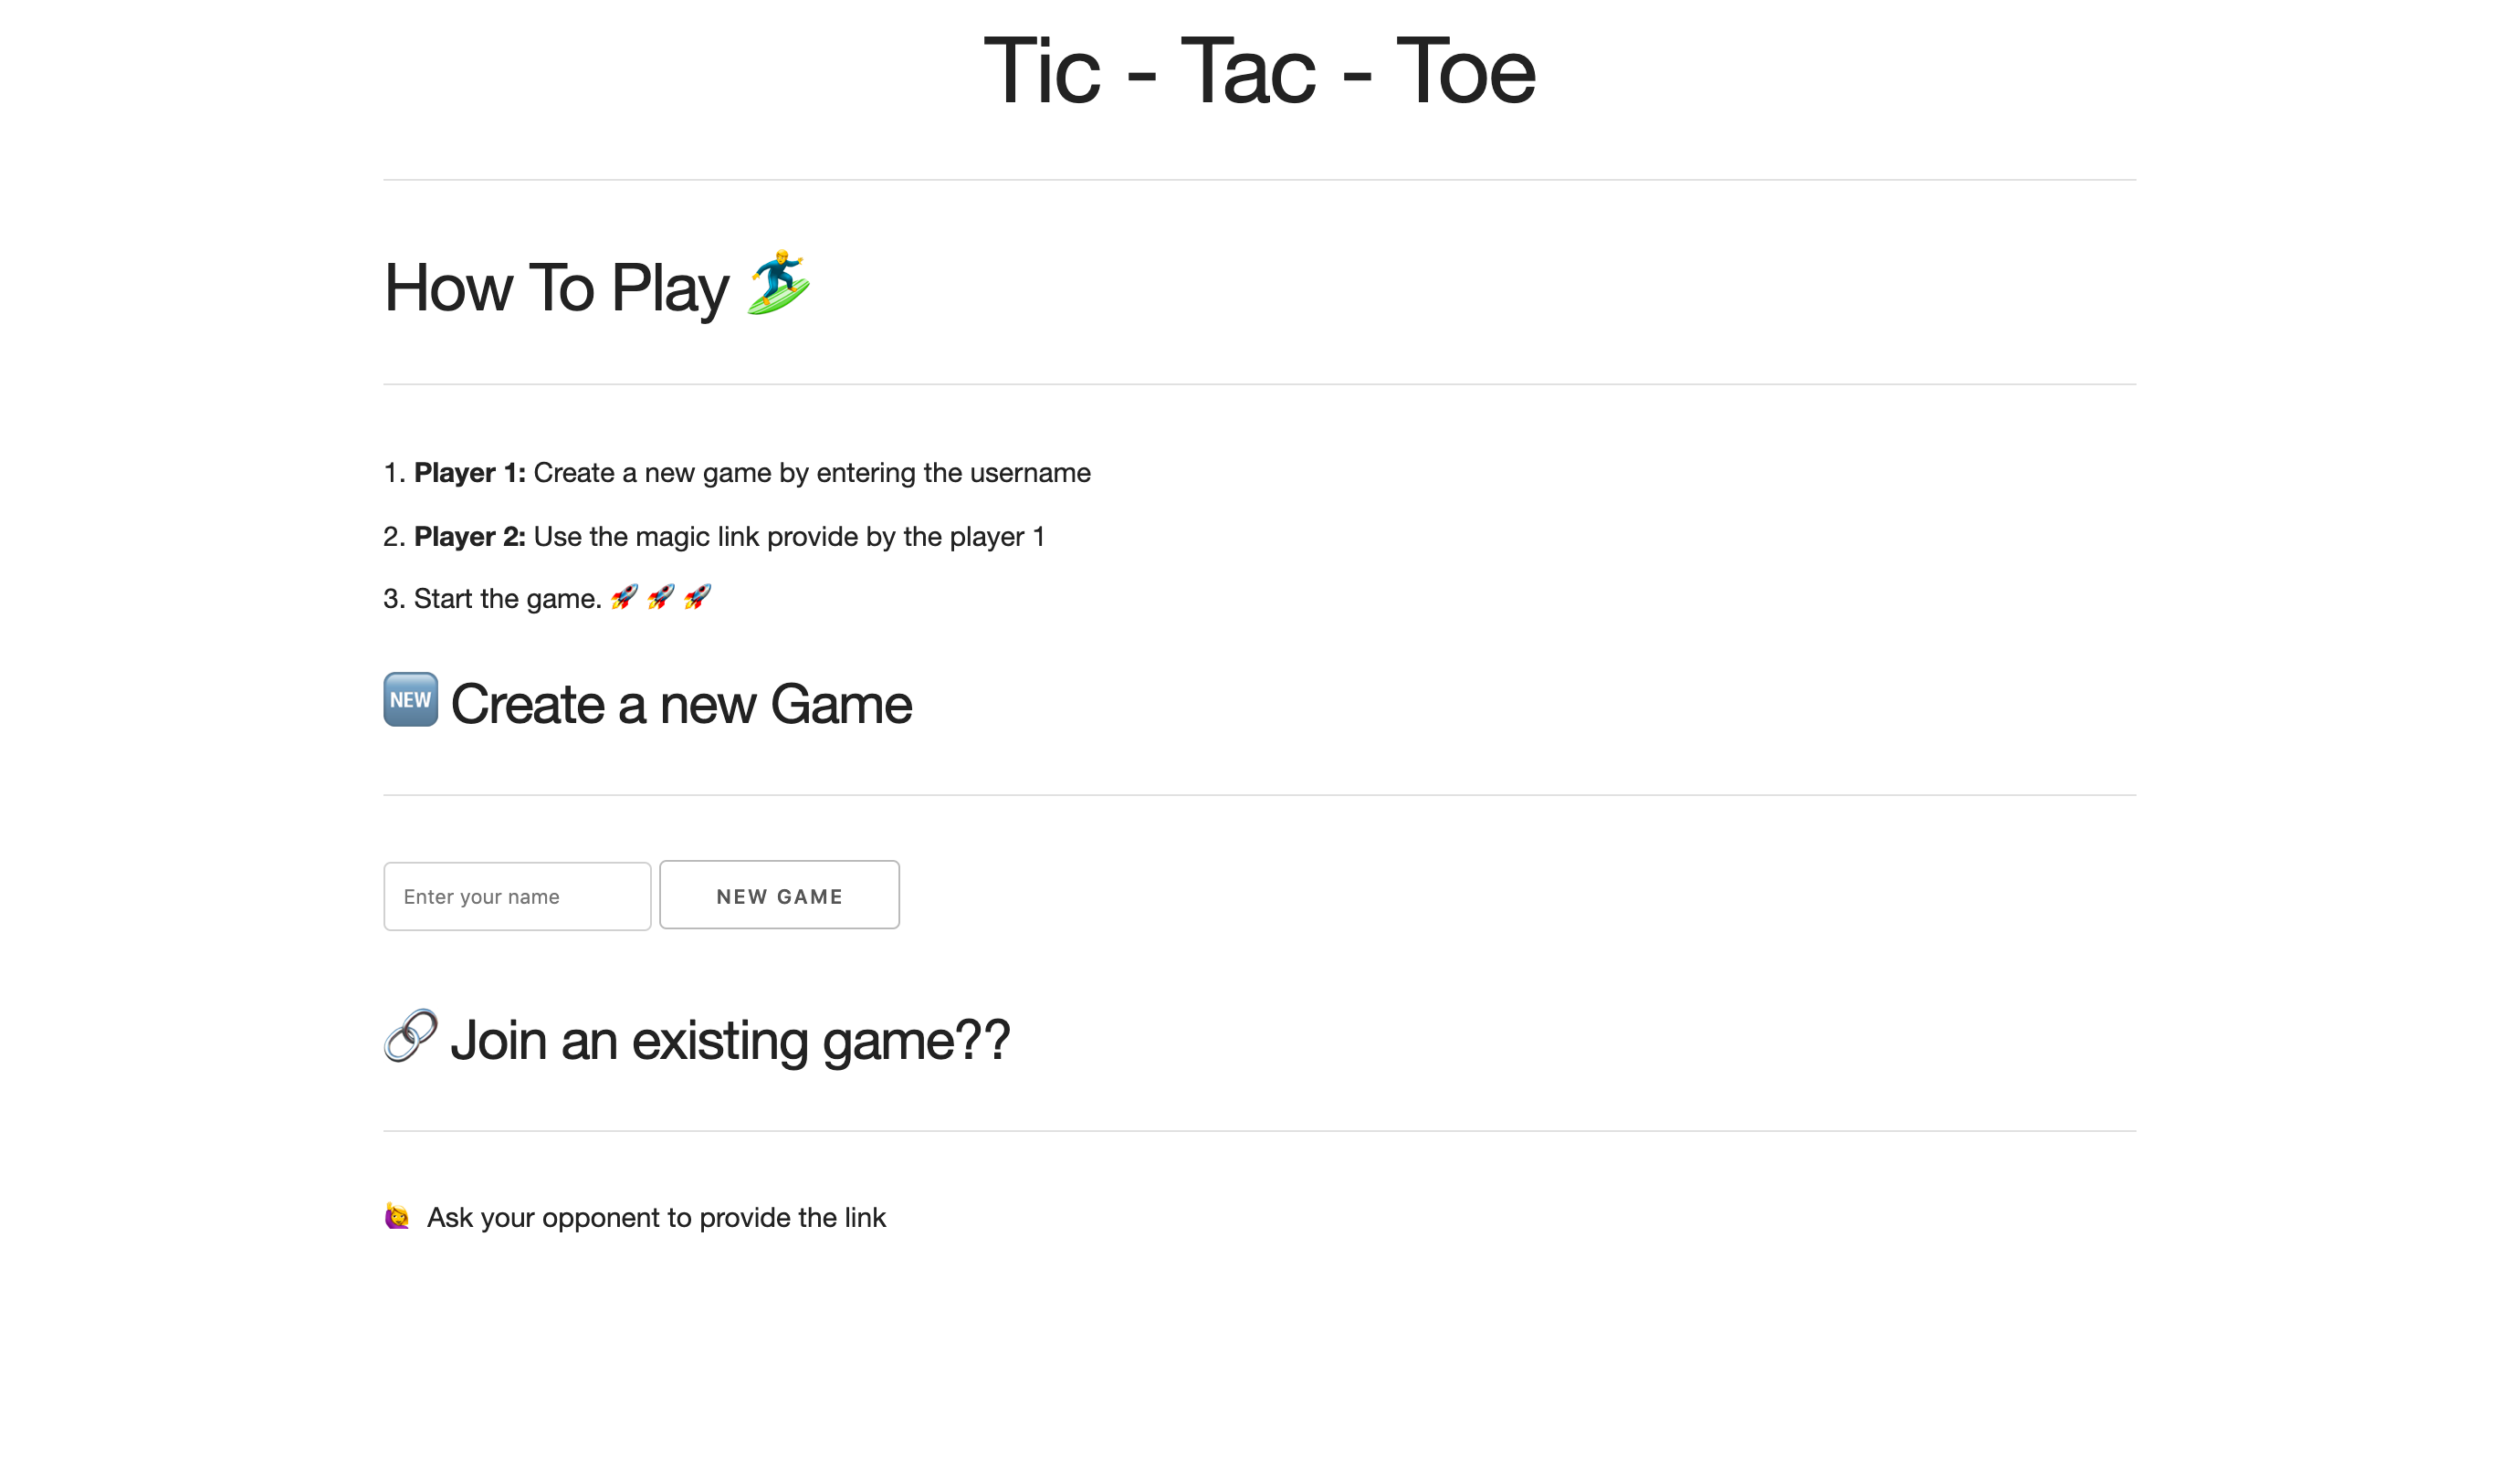 Tic - Tac - Toe
How To Play 🏄‍♂️
1. Player 1: Create a new game by entering the username
2. Player 2: Use the magic link provide by the player 1
3. Start the game. 🚀 🚀 🚀
🆕 Create a new Game
Enter your name
NEW GAME
🔗 Join an existing game??
🙋‍♀️ Ask your opponent to provide the link